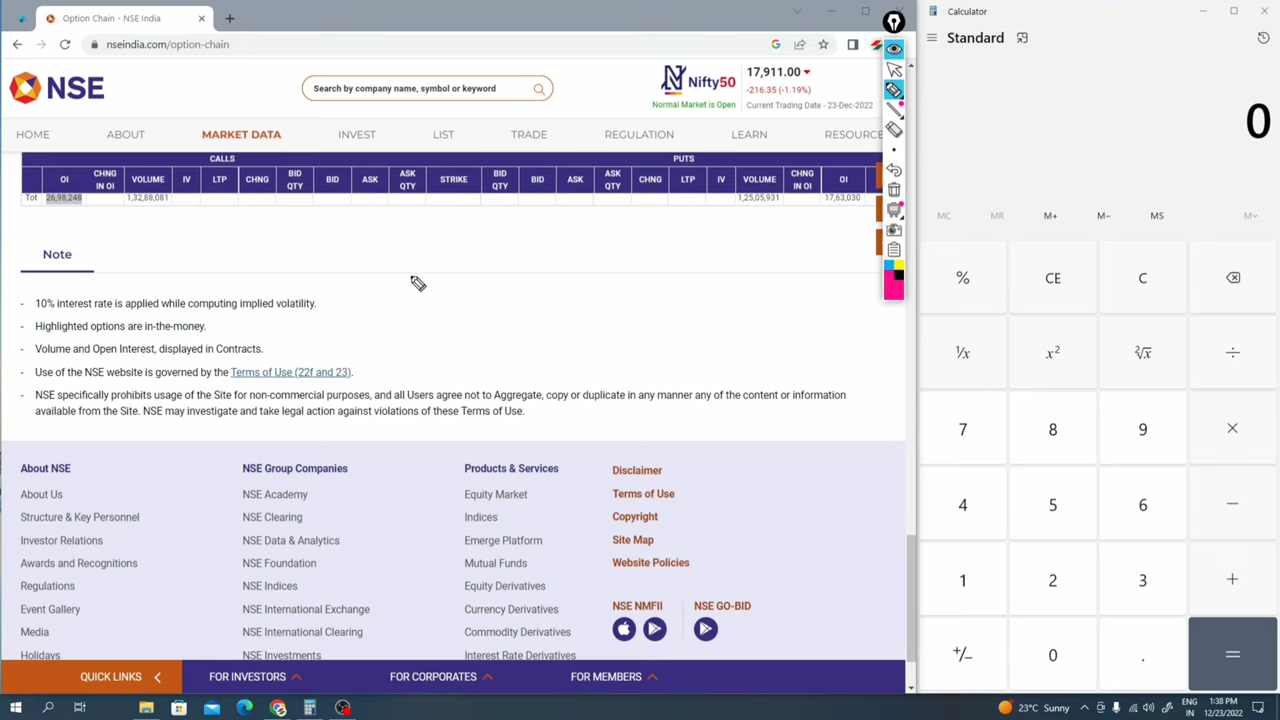 Option Chain - NSE India
nseindia.com/option-chain
NSE
Search by company name, symbol or keyword
Nifty50
Normal Market is Open
17,911.00
-216.35 (-1.19%)
Current Trading Date - 23-Dec-2022
HOME ABOUT MARKET DATA INVEST LIST TRADE REGULATION LEARN RESOURCE
CALLS PUTS
OI CHNG IN OI VOLUME IV LTP CHNG BID QTY BID ASK ASK QTY STRIKE BID QTY BID ASK ASK QTY CHNG LTP IV VOLUME CHNG IN OI OI
Tot 26,98,248 1,32,88,081 1,25,05,931 17,63,030
Note
- 10% interest rate is applied while computing implied volatility.
- Highlighted options are in-the-money.
- Volume and Open Interest, displayed in Contracts.
- Use of the NSE website is governed by the Terms of Use (22f and 23).
- NSE specifically prohibits usage of the Site for non-commercial purposes, and all Users agree not to Aggregate, copy or duplicate in any manner any of the content or information
available from the Site. NSE may investigate and take legal action against violations of these Terms of Use.
About NSE
About Us
Structure & Key Personnel
Investor Relations
Awards and Recognitions
Regulations
Event Gallery
Media
Holidays
NSE Group Companies
NSE Academy
NSE Clearing
NSE Data & Analytics
NSE Foundation
NSE Indices
NSE International Exchange
NSE International Clearing
NSE Investments
Products & Services
Equity Market
Indices
Emerge Platform
Mutual Funds
Equity Derivatives
Currency Derivatives
Commodity Derivatives
Interest Rate Derivatives
Disclaimer
Terms of Use
Copyright
Site Map
Website Policies
NSE NMFII NSE GO-BID
QUICK LINKS FOR INVESTORS FOR CORPORATES FOR MEMBERS
Calculator
Standard
0
MC MR M+ M− MS M˅
% CE C
¹/x x² ²√x ÷
7 8 9 ×
4 5 6 −
1 2 3 +
+/− 0 . =
23°C Sunny
ENG
IN
1:38 PM
12/23/2022